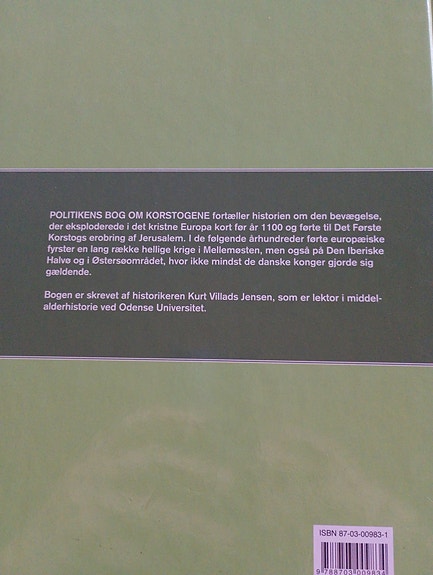 POLITIKENS BOG OM KORSTOGENE fortæller historien om den bevægelse,
der eksploderede i det kristne Europa kort før år 1100 og førte til Det Første
Korstogs erobring af Jerusalem. I de følgende århundreder førte europæiske
fyrster en lang række hellige krige i Mellemøsten, men også på Den Iberiske
Halvø og i Østersøområdet, hvor ikke mindst de danske konger gjorde sig
gældende.
Bogen er skrevet af historikeren Kurt Villads Jensen, som er lektor i middel-
alderhistorie ved Odense Universitet.
ISBN 87-03-00983-1
9 788703 009834